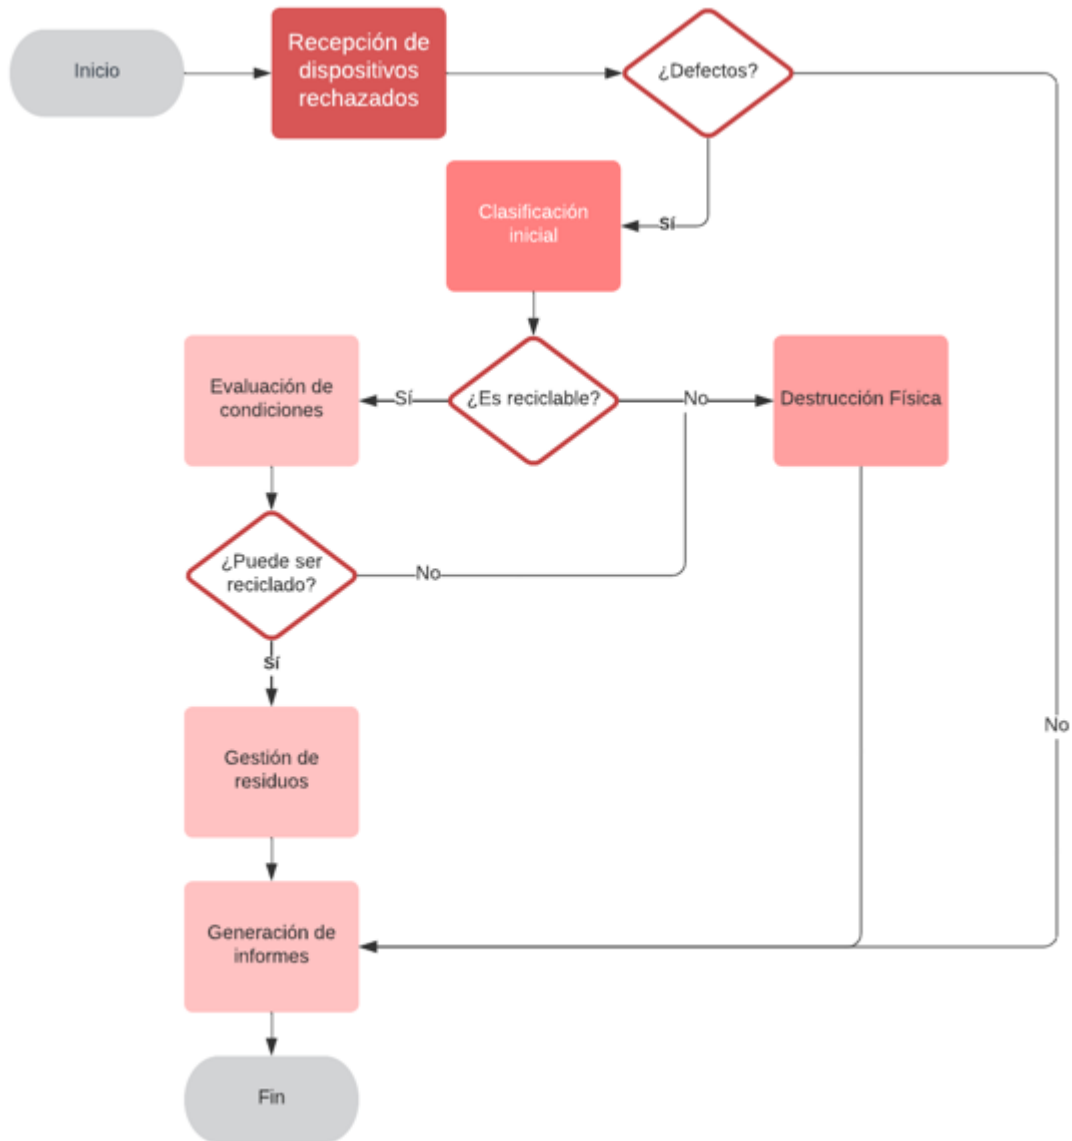 Inicio
Recepción de
dispositivos
rechazados
¿Defectos?
Clasificación
inicial
Sí
Evaluación de
condiciones
Sí
¿Es reciclable?
No
Destrucción Física
¿Puede ser
reciclado?
No
Sí
Gestión de
residuos
No
Generación de
informes
Fin